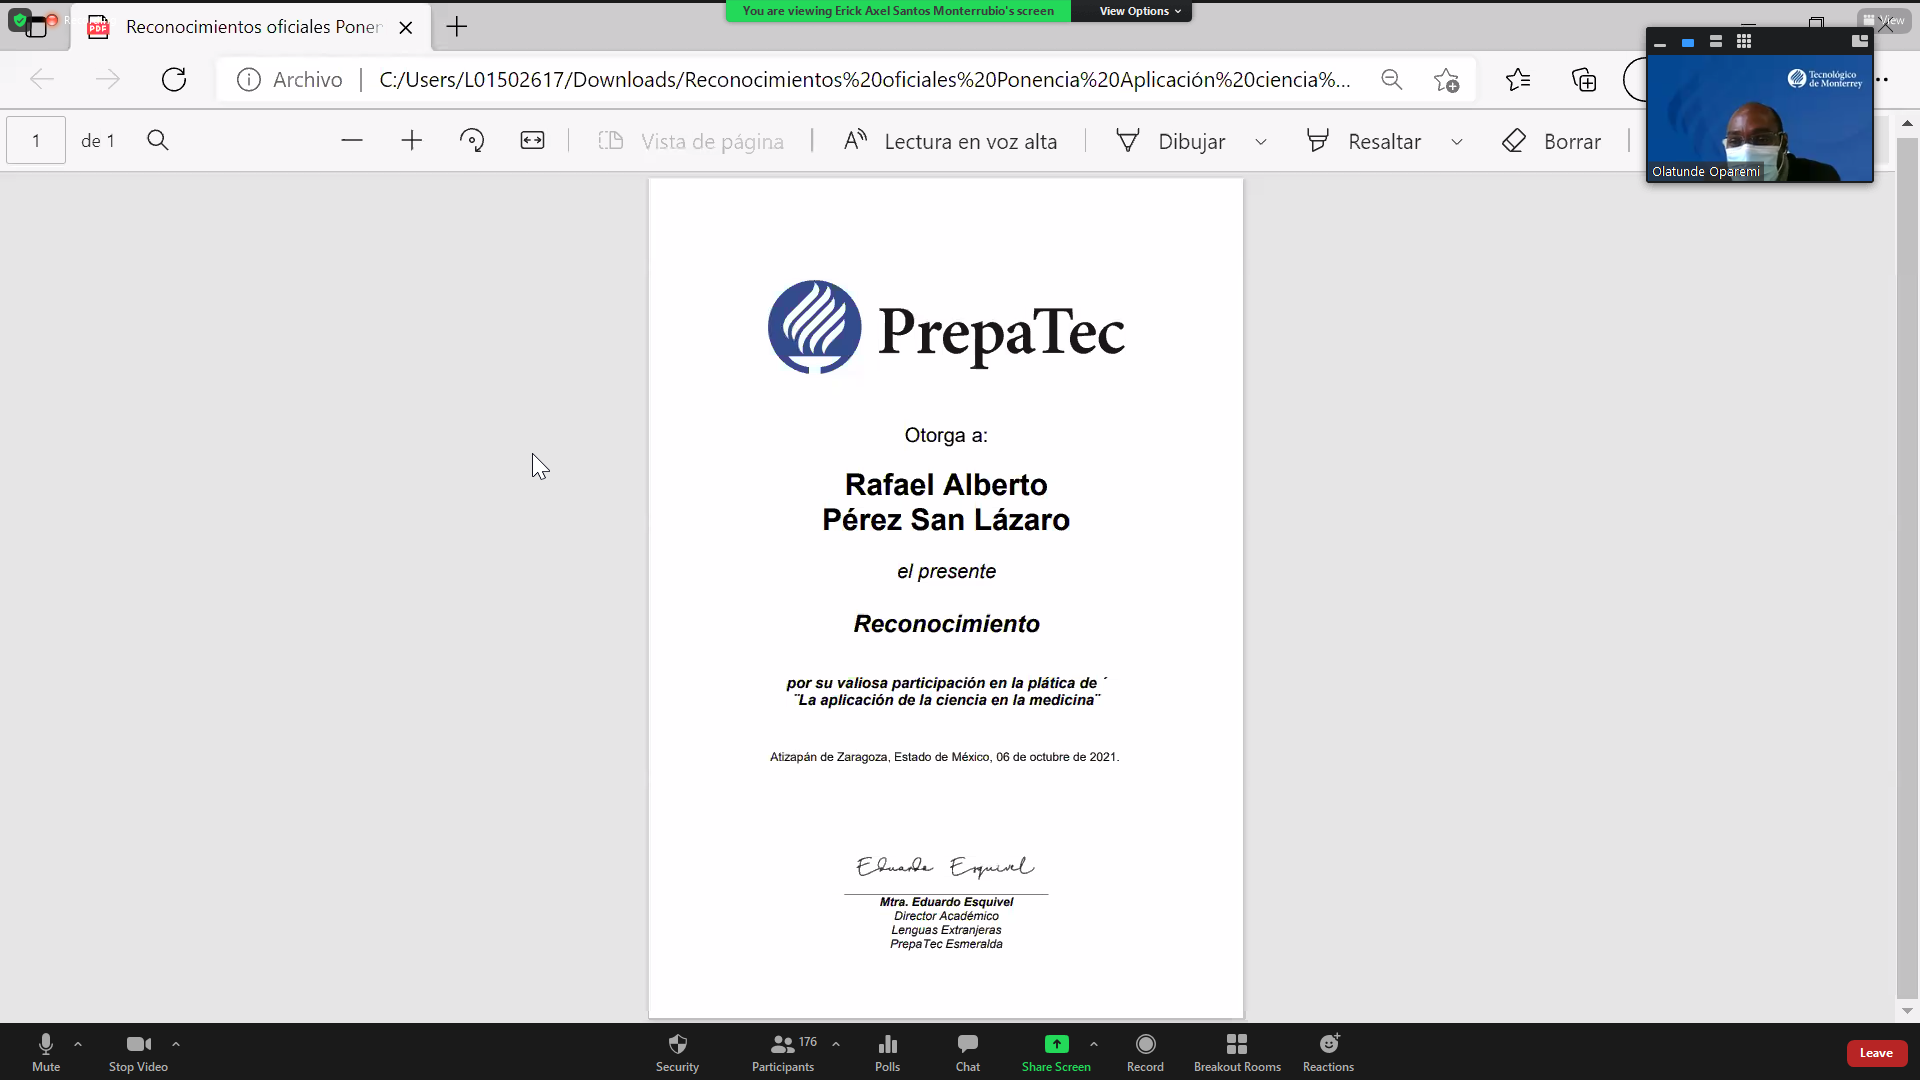 You are viewing Erick Axel Santos Monterrubio's screen
View Options
View
Reconocimientos oficiales Poner
Archivo
C:/Users/L01502617/Downloads/Reconocimientos%20oficiales%20Ponencia%20Aplicación%20ciencia%...
1
de 1
Vista de página
Lectura en voz alta
Dibujar
Resaltar
Borrar
Tecnológico
de Monterrey
Olatunde Oparemi
PrepaTec
Otorga a:
Rafael Alberto
Pérez San Lázaro
el presente
Reconocimiento
por su valiosa participación en la plática de ´
¨La aplicación de la ciencia en la medicina¨
Atizapán de Zaragoza, Estado de México, 06 de octubre de 2021.
Eduardo Esquivel
Mtra. Eduardo Esquivel
Director Académico
Lenguas Extranjeras
PrepaTec Esmeralda
Mute
Stop Video
Security
176
Participants
Polls
Chat
Share Screen
Record
Breakout Rooms
Reactions
Leave